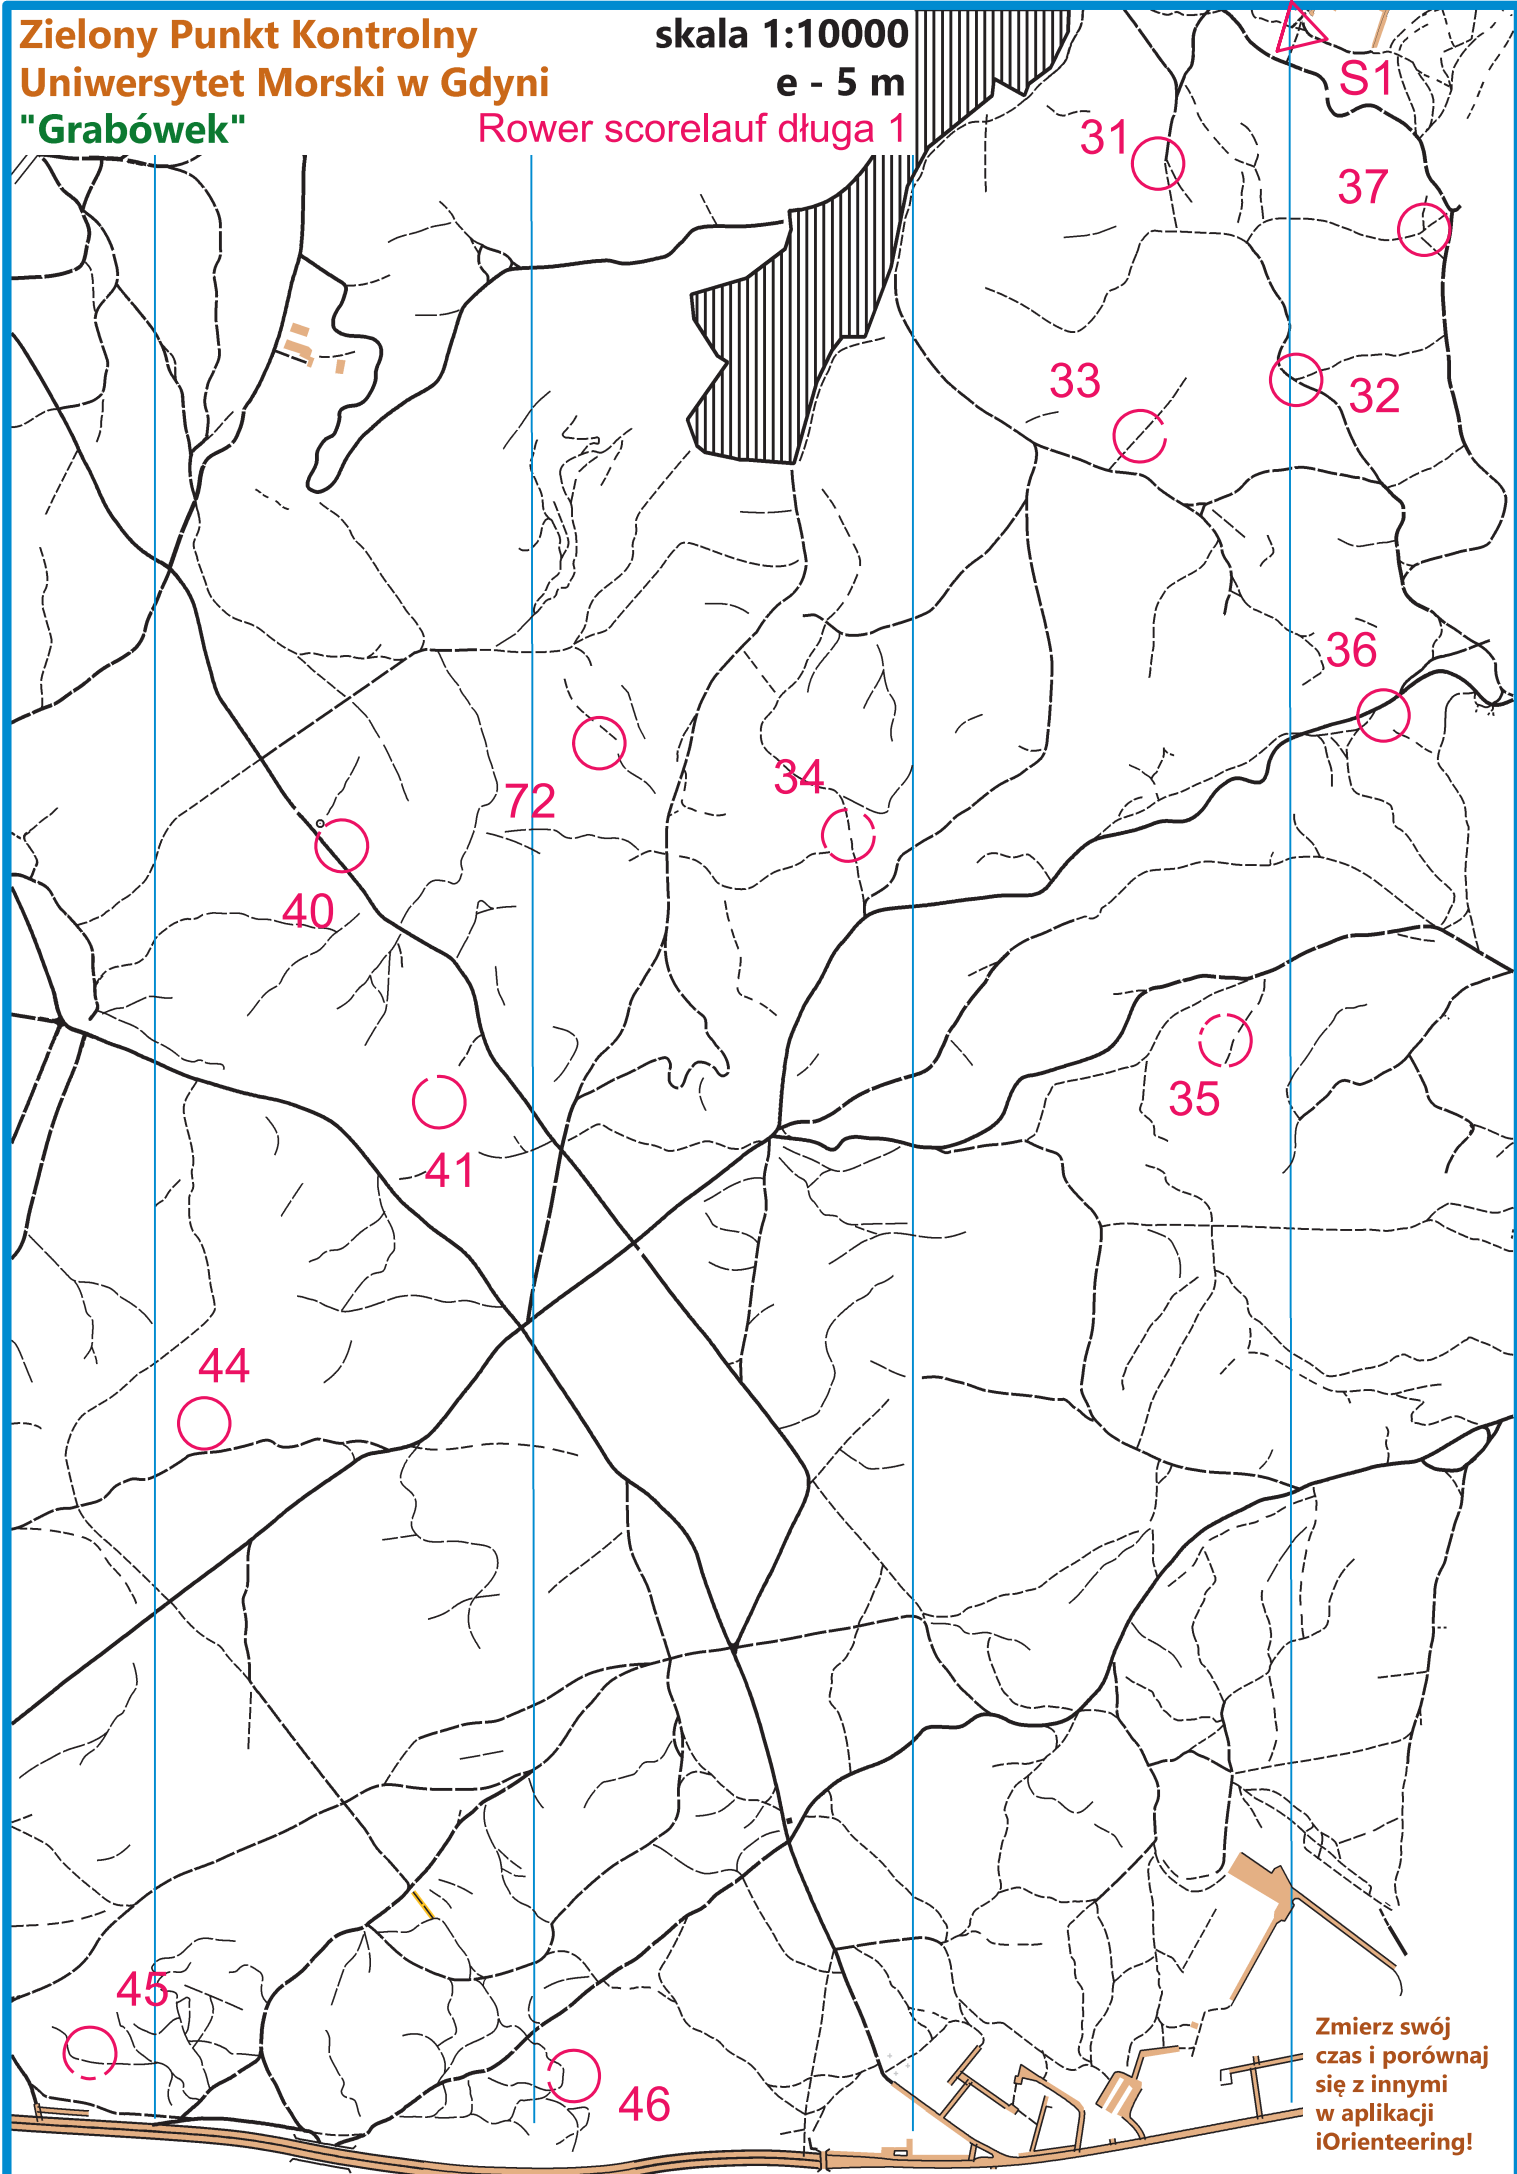 Zielony Punkt Kontrolny
Uniwersytet Morski w Gdyni
"Grabówek"
skala 1:10000
e - 5 m
Rower scorelauf długa 1
S1
31
37
33
32
36
72
34
40
35
41
44
45
46
Zmierz swój
czas i porównaj
się z innymi
w aplikacji
iOrienteering!